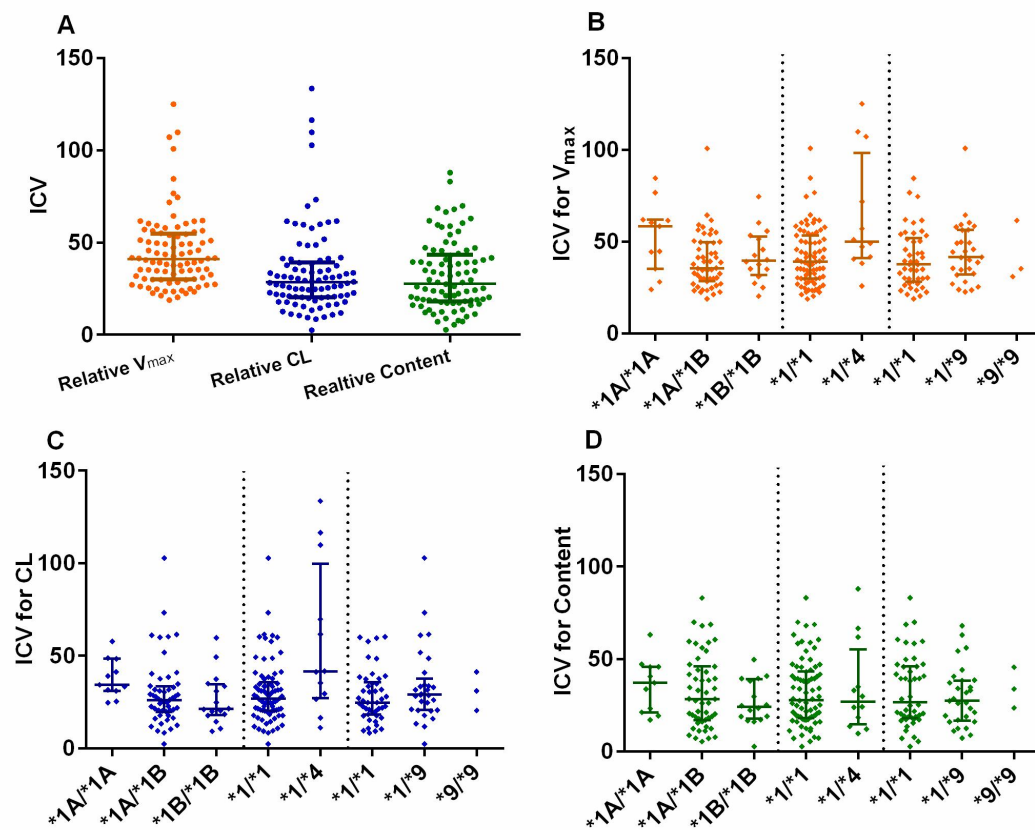 A
150
100
50
0
ICV
Relative Vmax
Relative CL
Realtive Content
B
150
100
50
0
ICV for Vmax
*1A/*1A
*1A/*1B
*1B/*1B
*1/*1
*1/*4
*1/*1
*1/*9
*9/*9
C
150
100
50
0
ICV for CL
*1A/*1A
*1A/*1B
*1B/*1B
*1/*1
*1/*4
*1/*1
*1/*9
*9/*9
D
150
100
50
0
ICV for Content
*1A/*1A
*1A/*1B
*1B/*1B
*1/*1
*1/*4
*1/*1
*1/*9
*9/*9